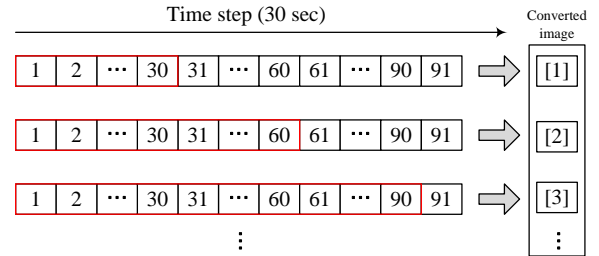 Time step (30 sec)
Converted
image
1 2 ... 30 31 ... 60 61 ... 90 91 [1]
1 2 ... 30 31 ... 60 61 ... 90 91 [2]
1 2 ... 30 31 ... 60 61 ... 90 91 [3]
⋮ ⋮